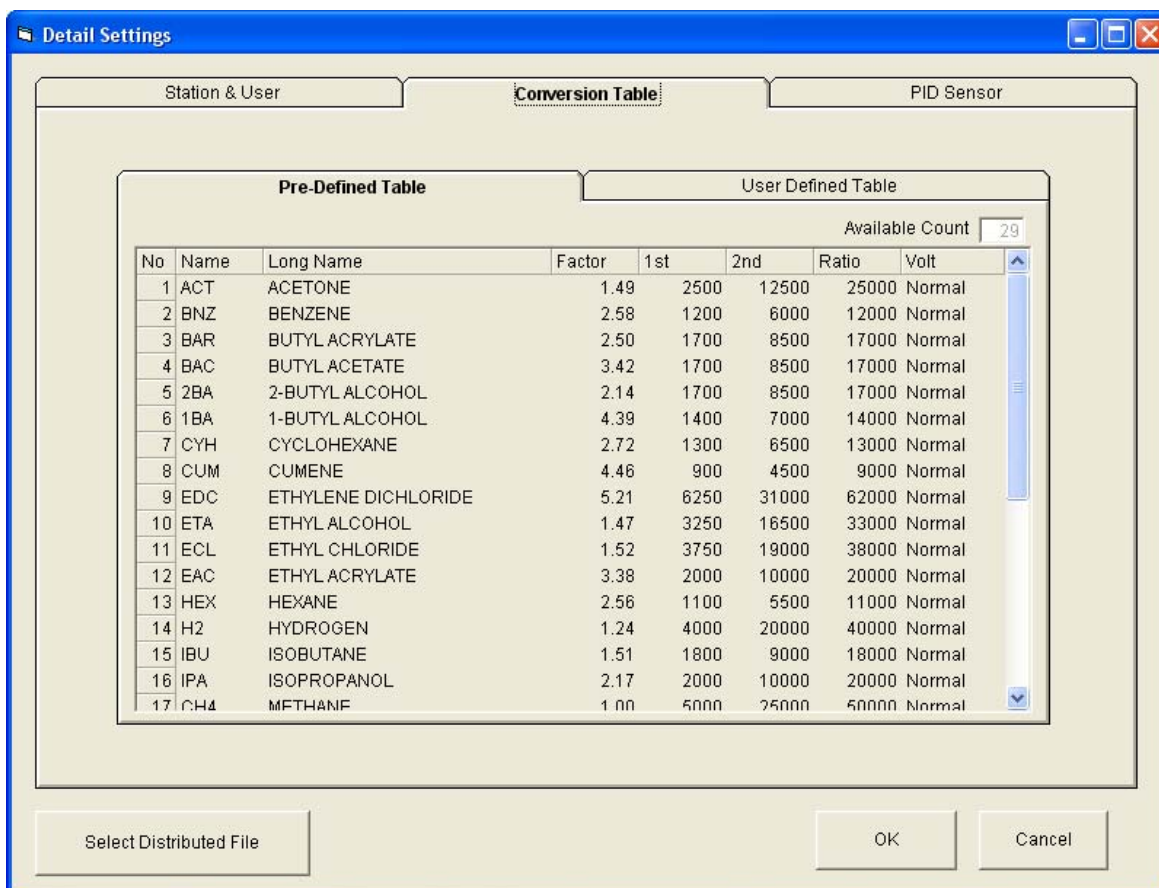 Detail Settings
Station & User Conversion Table PID Sensor
Pre-Defined Table User Defined Table
Available Count 29
No Name Long Name Factor 1st 2nd Ratio Volt
1 ACT ACETONE 1.49 2500 12500 25000 Normal
2 BNZ BENZENE 2.58 1200 6000 12000 Normal
3 BAR BUTYL ACRYLATE 2.50 1700 8500 17000 Normal
4 BAC BUTYL ACETATE 3.42 1700 8500 17000 Normal
5 2BA 2-BUTYL ALCOHOL 2.14 1700 8500 17000 Normal
6 1BA 1-BUTYL ALCOHOL 4.39 1400 7000 14000 Normal
7 CYH CYCLOHEXANE 2.72 1300 6500 13000 Normal
8 CUM CUMENE 4.46 900 4500 9000 Normal
9 EDC ETHYLENE DICHLORIDE 5.21 6250 31000 62000 Normal
10 ETA ETHYL ALCOHOL 1.47 3250 16500 33000 Normal
11 ECL ETHYL CHLORIDE 1.52 3750 19000 38000 Normal
12 EAC ETHYL ACRYLATE 3.38 2000 10000 20000 Normal
13 HEX HEXANE 2.56 1100 5500 11000 Normal
14 H2 HYDROGEN 1.24 4000 20000 40000 Normal
15 IBU ISOBUTANE 1.51 1800 9000 18000 Normal
16 IPA ISOPROPANOL 2.17 2000 10000 20000 Normal
17 CH4 METHANE 1.00 5000 25000 50000 Normal
Select Distributed File OK Cancel